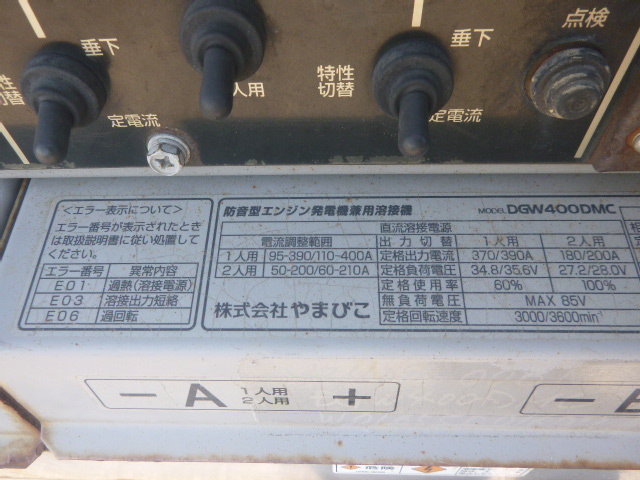 垂下
人用
特性
切替
定電流
特性
切替
垂下
定電流
点検
<エラー表示について>
エラーが表示されたとき
は取扱説明書に従い処置して
ください。
エラー番号 異常内容
E01 過熱(溶接電源)
E03 溶接出力短絡
E06 過回転
防音型エンジン発電機兼用溶接機 MODEL DGW400DMC
電流調整範囲
1人用 95-390/110-400A
2人用 50-200/60-210A
株式会社やまびこ
直流溶接電源
出力切替 1人用 2人用
定格出力電流 370/390A 180/200A
定格負荷電圧 34.8/35.6V 27.2/28.0V
定格使用率 60% 100%
無負荷電圧 MAX 85V
定格回転速度 3000/3600min⁻¹
− A 1人用 2人用 +
−
危険